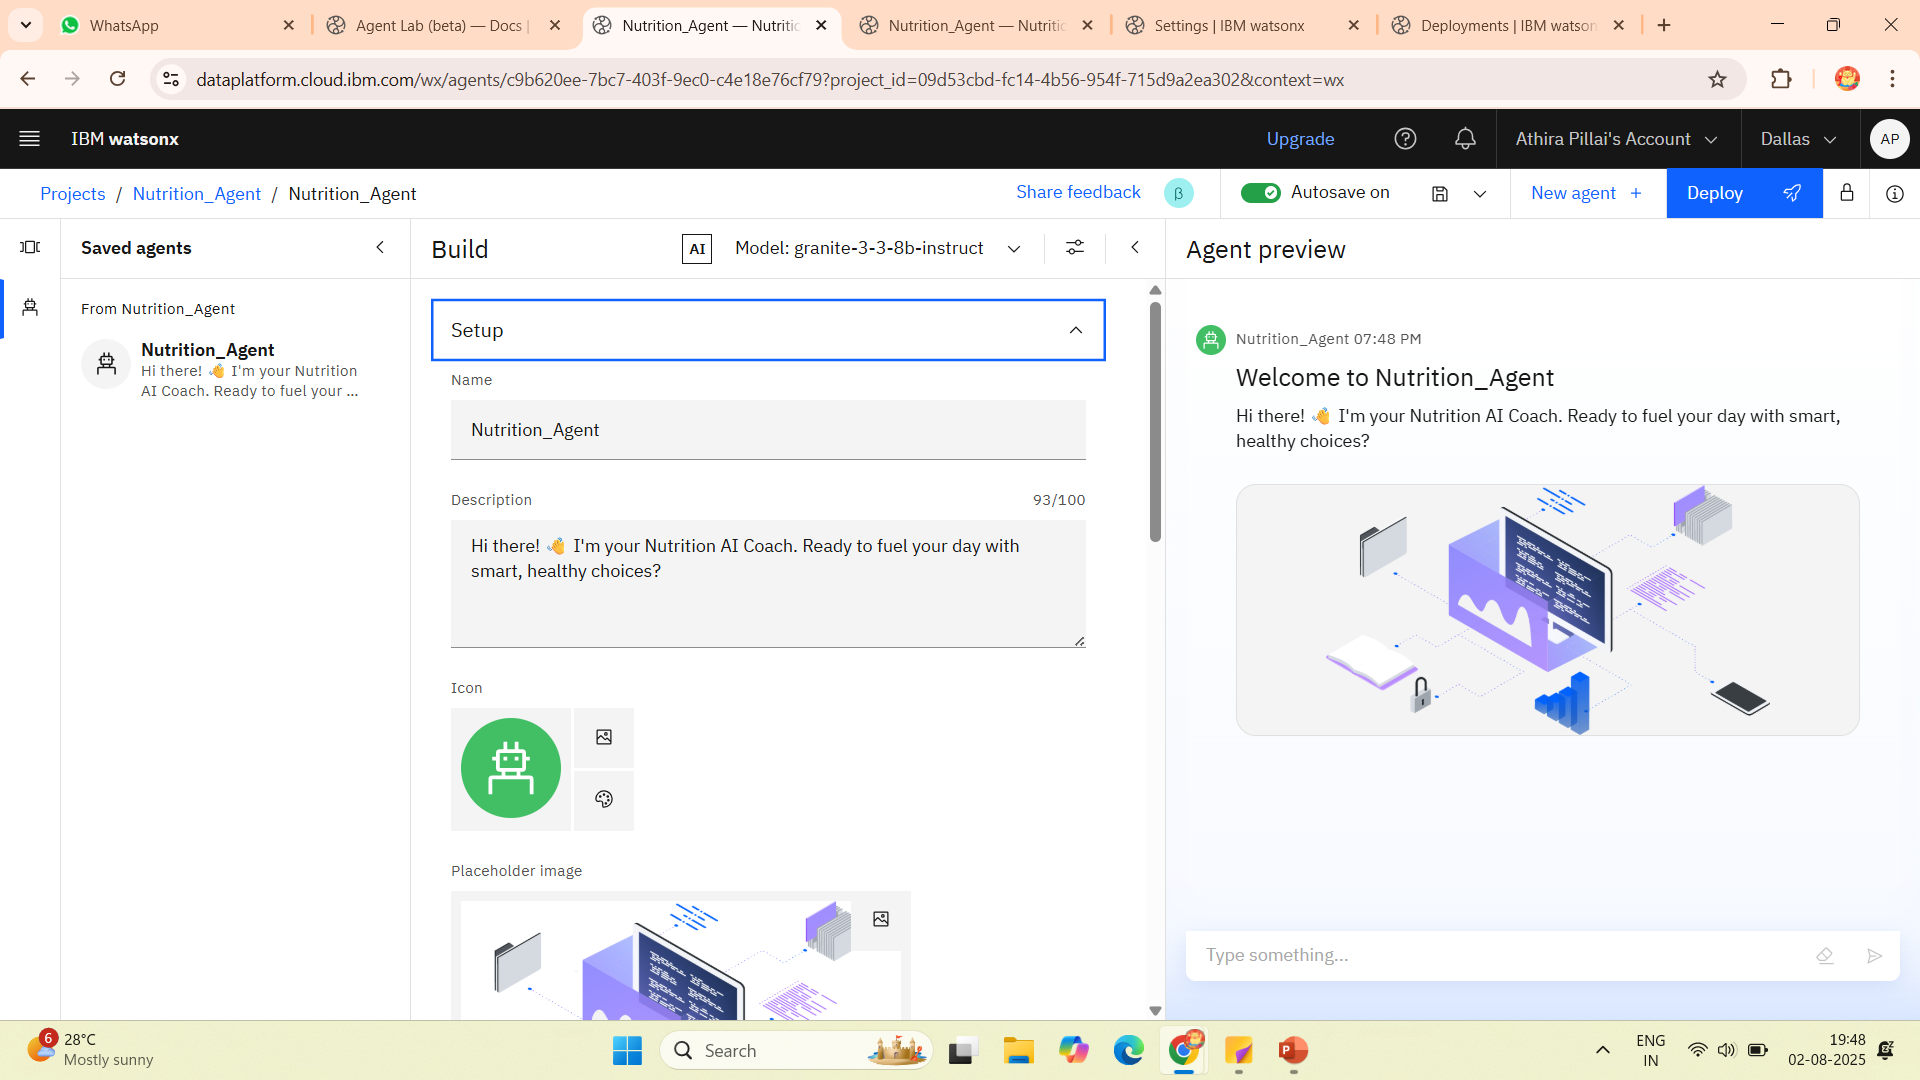 WhatsApp
Agent Lab (beta) — Docs |
Nutrition_Agent — Nutritic
Nutrition_Agent — Nutritic
Settings | IBM watsonx
Deployments | IBM watson
dataplatform.cloud.ibm.com/wx/agents/c9b620ee-7bc7-403f-9ec0-c4e18e76cf79?project_id=09d53cbd-fc14-4b56-954f-715d9a2ea302&context=wx
IBM watsonx
Upgrade
Athira Pillai's Account
Dallas
AP
Projects / Nutrition_Agent / Nutrition_Agent
Share feedback
β
Autosave on
New agent +
Deploy
Saved agents
From Nutrition_Agent
Nutrition_Agent
Hi there! 👋 I'm your Nutrition
AI Coach. Ready to fuel your ...
Build
AI
Model: granite-3-3-8b-instruct
Setup
Name
Nutrition_Agent
Description
93/100
Hi there! 👋 I'm your Nutrition AI Coach. Ready to fuel your day with
smart, healthy choices?
Icon
Placeholder image
Agent preview
Nutrition_Agent 07:48 PM
Welcome to Nutrition_Agent
Hi there! 👋 I'm your Nutrition AI Coach. Ready to fuel your day with smart,
healthy choices?
Type something...
6
28°C
Mostly sunny
Search
ENG
IN
19:48
02-08-2025